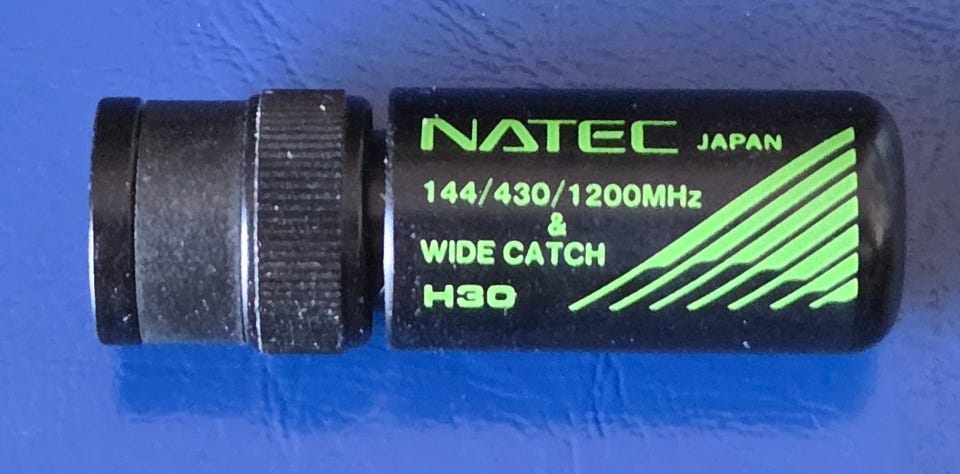 NATEC JAPAN
144/430/1200MHz
&
WIDE CATCH
H30